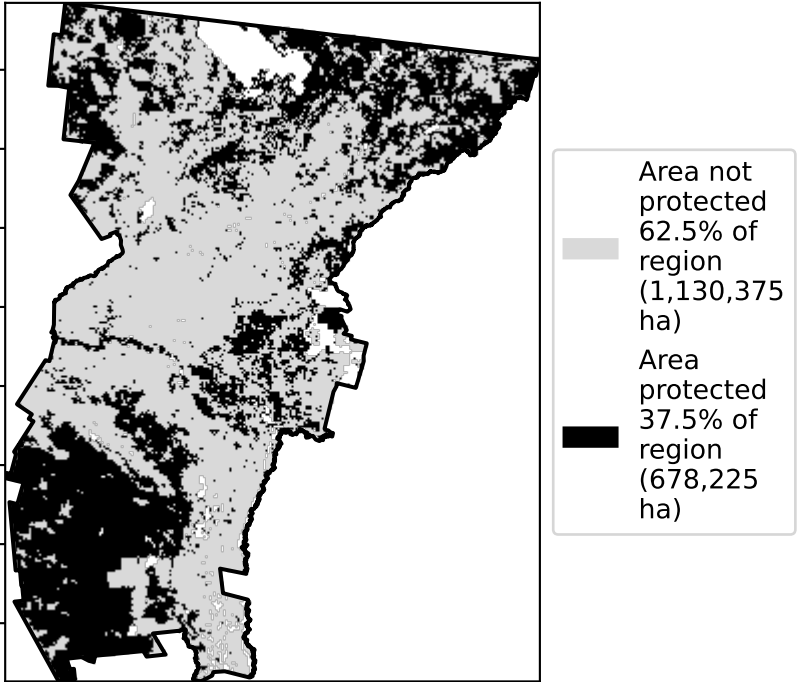 Area not
protected
62.5% of
region
(1,130,375
ha)
Area
protected
37.5% of
region
(678,225
ha)